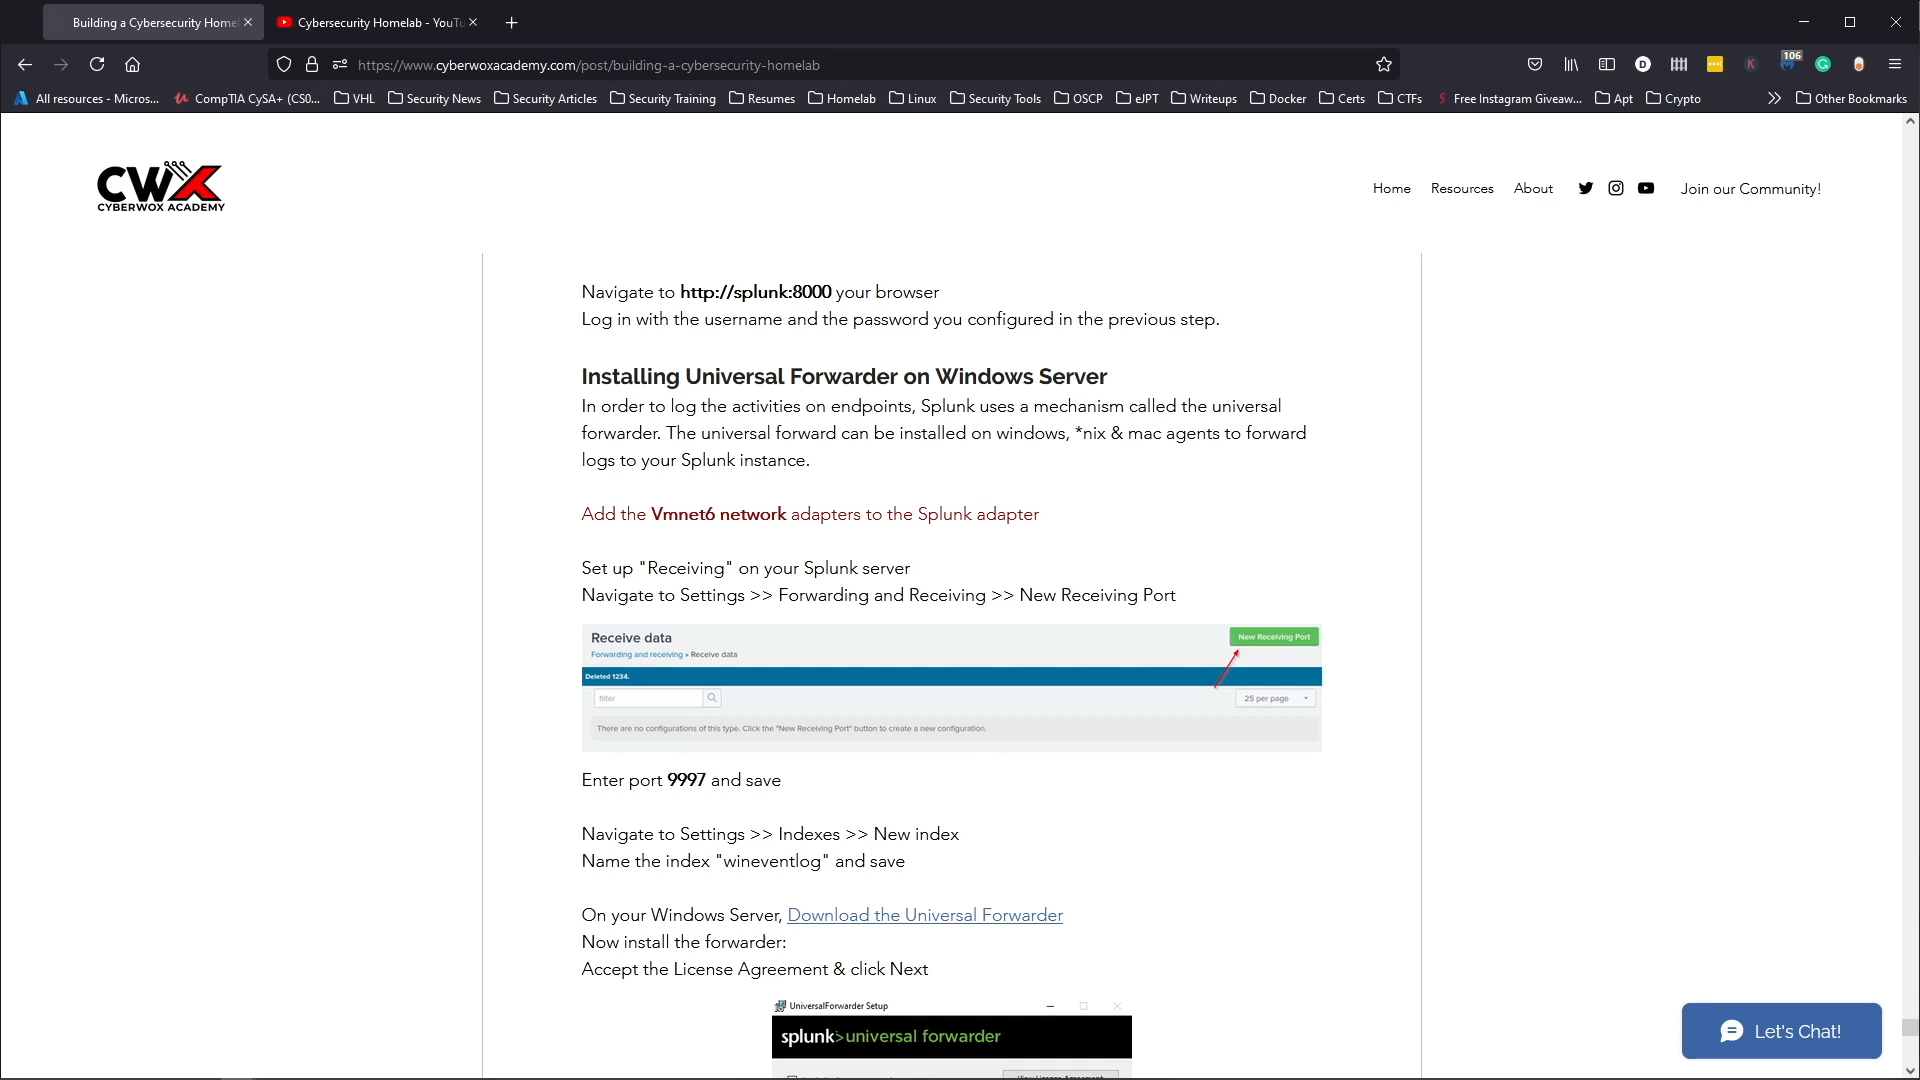 Building a Cybersecurity Home
Cybersecurity Homelab - YouTu
https://www.cyberwoxacademy.com/post/building-a-cybersecurity-homelab
106
All resources - Micros...
CompTIA CySA+ (CS0...
VHL
Security News
Security Articles
Security Training
Resumes
Homelab
Linux
Security Tools
OSCP
eJPT
Writeups
Docker
Certs
CTFs
Free Instagram Giveaw...
Apt
Crypto
Other Bookmarks
CWX
CYBERWOX ACADEMY
Home
Resources
About
Join our Community!
Navigate to http://splunk:8000 your browser
Log in with the username and the password you configured in the previous step.
Installing Universal Forwarder on Windows Server
In order to log the activities on endpoints, Splunk uses a mechanism called the universal
forwarder. The universal forward can be installed on windows, *nix & mac agents to forward
logs to your Splunk instance.
Add the Vmnet6 network adapters to the Splunk adapter
Set up "Receiving" on your Splunk server
Navigate to Settings >> Forwarding and Receiving >> New Receiving Port
Receive data
New Receiving Port
Forwarding and receiving » Receive data
Deleted 1234.
filter
25 per page
There are no configurations of this type. Click the "New Receiving Port" button to create a new configuration.
Enter port 9997 and save
Navigate to Settings >> Indexes >> New index
Name the index "wineventlog" and save
On your Windows Server, Download the Universal Forwarder
Now install the forwarder:
Accept the License Agreement & click Next
UniversalForwarder Setup
splunk>universal forwarder
Let's Chat!